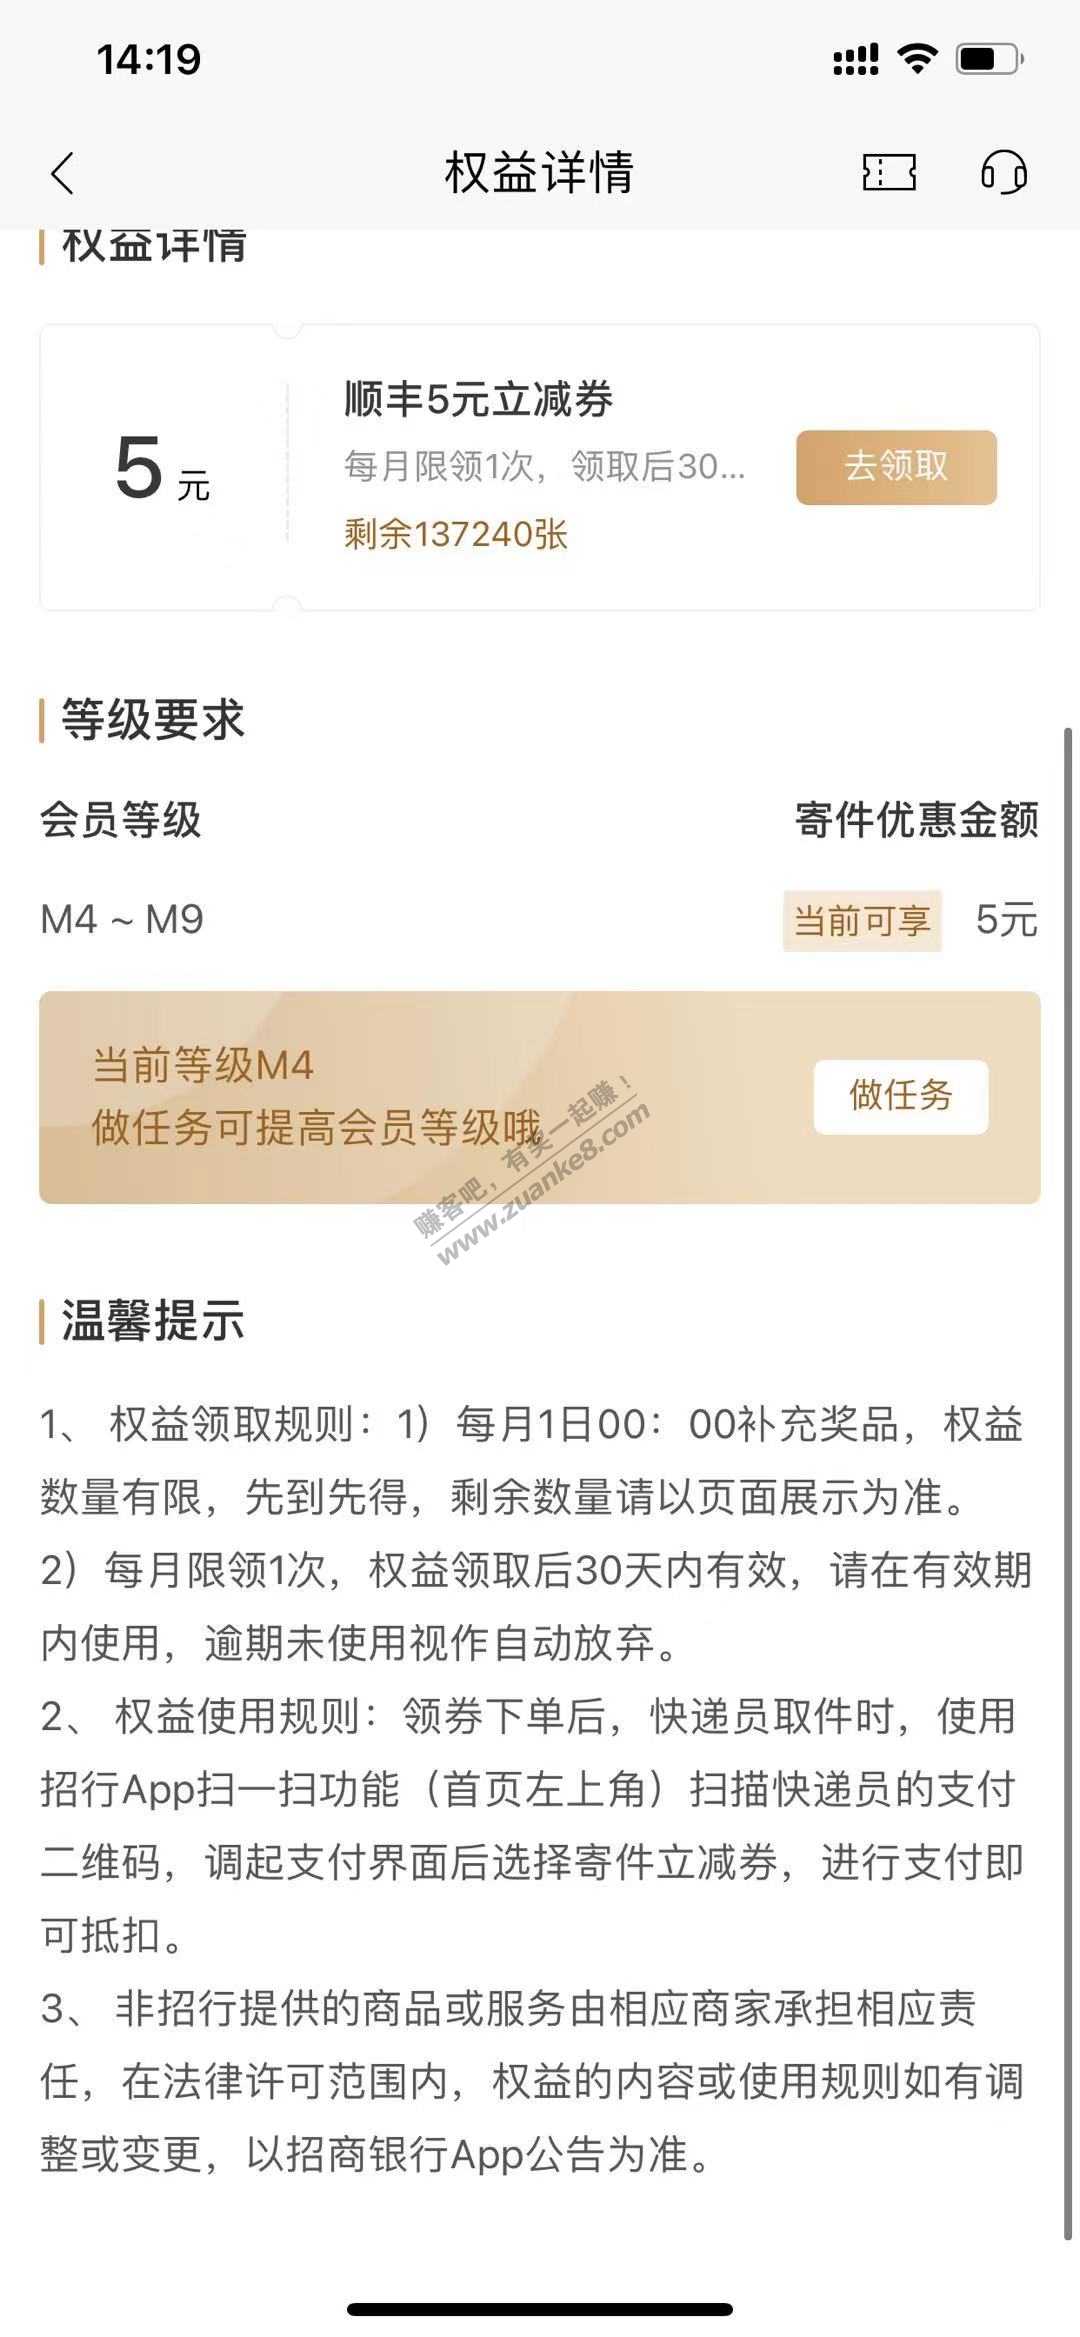 14:19
权益详情
权益详情
5 元
顺丰5元立减券
每月限领1次，领取后30...
剩余137240张
去领取
等级要求
会员等级 寄件优惠金额
M4 ~ M9 当前可享 5元
当前等级M4
做任务可提高会员等级哦
做任务
赚客吧，有奖一起赚！
www.zuanke8.com
温馨提示
1、 权益领取规则：1）每月1日00：00补充奖品，权益
数量有限，先到先得，剩余数量请以页面展示为准。
2）每月限领1次，权益领取后30天内有效，请在有效期
内使用，逾期未使用视作自动放弃。
2、 权益使用规则：领券下单后，快递员取件时，使用
招行App扫一扫功能（首页左上角）扫描快递员的支付
二维码，调起支付界面后选择寄件立减券，进行支付即
可抵扣。
3、 非招行提供的商品或服务由相应商家承担相应责
任，在法律许可范围内，权益的内容或使用规则如有调
整或变更，以招商银行App公告为准。